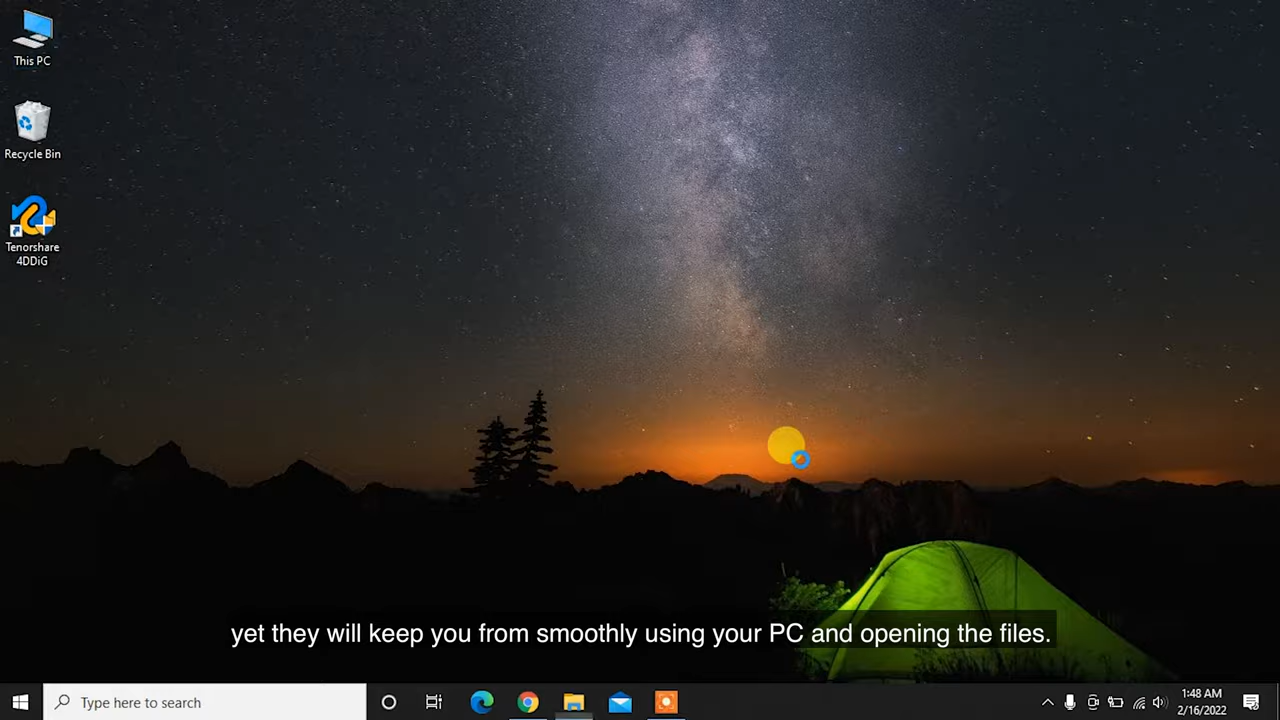 This PC
Recycle Bin
Tenorshare
4DDiG
yet they will keep you from smoothly using your PC and opening the files.
Type here to search
1:48 AM
2/16/2022